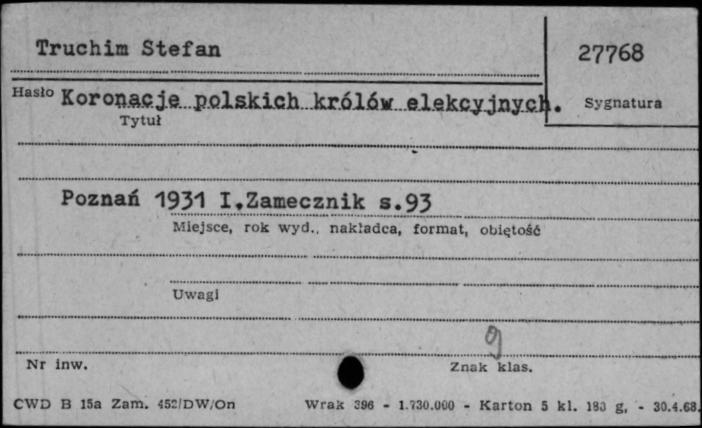 Truchim Stefan
27768
Hasło
Koronacje polskich królów elekcyjnych.
Sygnatura
Tytuł
Poznań 1931 I.Zamecznik s.93
Miejsce, rok wyd., nakładca, format, objętość
Uwagi
g
Nr inw.
Znak klas.
CWD B 15a Zam. 452/DW/On
Wrak 396 - 1.730.000 - Karton 5 kl. 180 g, - 30.4.68.